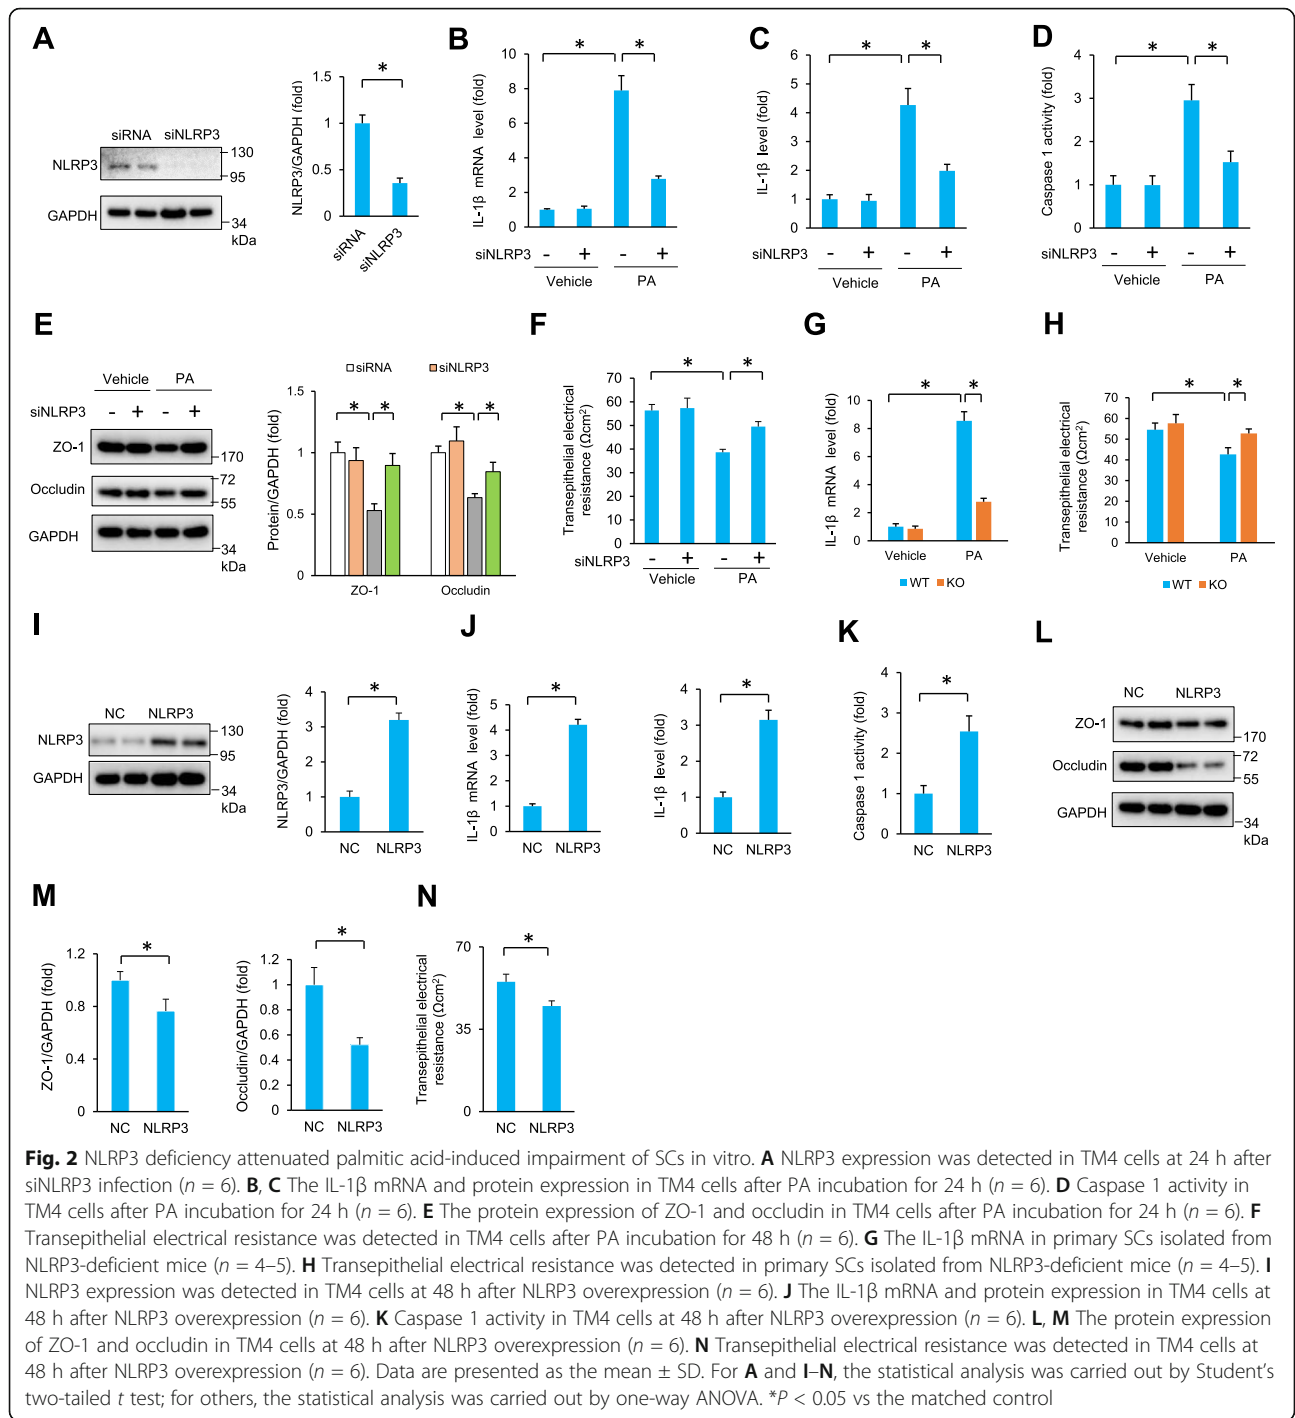 A
siRNA siNLRP3
NLRP3
130
95
GAPDH
34
kDa
NLRP3/GAPDH (fold)
1.5
1
0.5
0
*
siRNA
siNLRP3
B
IL-1β mRNA level (fold)
10
8
6
4
2
0
* *
siNLRP3 - + - +
Vehicle PA
C
IL-1β level (fold)
6
5
4
3
2
1
0
* *
siNLRP3 - + - +
Vehicle PA
D
Caspase 1 activity (fold)
4
3
2
1
0
* *
siNLRP3 - + - +
Vehicle PA
E
Vehicle PA
siNLRP3 - + - +
ZO-1
170
Occludin
72
55
GAPDH
34
kDa
siRNA siNLRP3
Protein/GAPDH (fold)
1.5
1
0.5
0
* * * *
ZO-1 Occludin
F
Transepithelial electrical
resistance (Ωcm²)
70
60
50
40
30
20
10
0
* *
siNLRP3 - + - +
Vehicle PA
G
IL-1β mRNA level (fold)
10
8
6
4
2
0
* *
Vehicle PA
WT KO
H
Transepithelial electrical
resistance (Ωcm²)
70
60
50
40
30
20
10
0
* *
Vehicle PA
WT KO
I
NC NLRP3
NLRP3
130
95
GAPDH
34
kDa
NLRP3/GAPDH (fold)
4
3
2
1
0
*
NC NLRP3
J
IL-1β mRNA level (fold)
5
4
3
2
1
0
*
NC NLRP3
IL-1β level (fold)
4
3
2
1
0
*
NC NLRP3
K
Caspase 1 activity (fold)
4
3
2
1
0
*
NC NLRP3
L
NC NLRP3
ZO-1
170
Occludin
72
55
GAPDH
34
kDa
M
ZO-1/GAPDH (fold)
1.2
0.8
0.4
0
*
NC NLRP3
Occludin/GAPDH (fold)
1.2
1
0.8
0.6
0.4
0.2
0
*
NC NLRP3
N
Transepithelial electrical
resistance (Ωcm²)
70
35
0
*
NC NLRP3
Fig. 2 NLRP3 deficiency attenuated palmitic acid-induced impairment of SCs in vitro. A NLRP3 expression was detected in TM4 cells at 24 h after
siNLRP3 infection (n = 6). B, C The IL-1β mRNA and protein expression in TM4 cells after PA incubation for 24 h (n = 6). D Caspase 1 activity in
TM4 cells after PA incubation for 24 h (n = 6). E The protein expression of ZO-1 and occludin in TM4 cells after PA incubation for 24 h (n = 6). F
Transepithelial electrical resistance was detected in TM4 cells after PA incubation for 48 h (n = 6). G The IL-1β mRNA in primary SCs isolated from
NLRP3-deficient mice (n = 4–5). H Transepithelial electrical resistance was detected in primary SCs isolated from NLRP3-deficient mice (n = 4–5). I
NLRP3 expression was detected in TM4 cells at 48 h after NLRP3 overexpression (n = 6). J The IL-1β mRNA and protein expression in TM4 cells at
48 h after NLRP3 overexpression (n = 6). K Caspase 1 activity in TM4 cells at 48 h after NLRP3 overexpression (n = 6). L, M The protein expression
of ZO-1 and occludin in TM4 cells at 48 h after NLRP3 overexpression (n = 6). N Transepithelial electrical resistance was detected in TM4 cells at
48 h after NLRP3 overexpression (n = 6). Data are presented as the mean ± SD. For A and I–N, the statistical analysis was carried out by Student's
two-tailed t test; for others, the statistical analysis was carried out by one-way ANOVA. *P < 0.05 vs the matched control